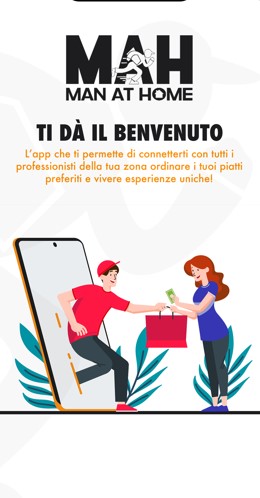 MAH
MAN AT HOME
TI DÀ IL BENVENUTO
L'app che ti permette di connetterti con tutti i
professionisti della tua zona ordinare i tuoi piatti
preferiti e vivere esperienze uniche!